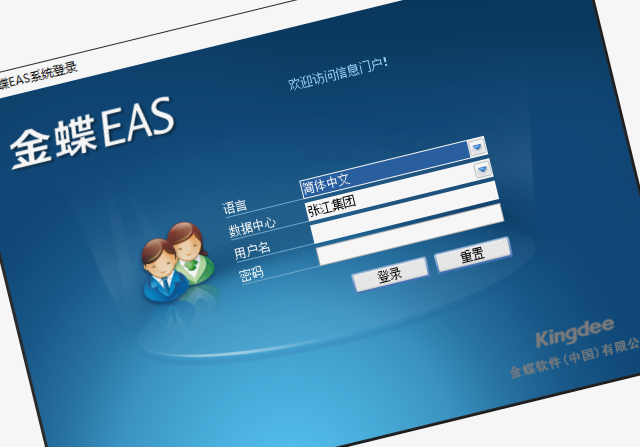 金蝶EAS系统登录
欢迎访问信息门户!
金蝶EAS
语言 简体中文
数据中心 张江集团
用户名
密码
登录 重置
Kingdee
金蝶软件(中国)有限公